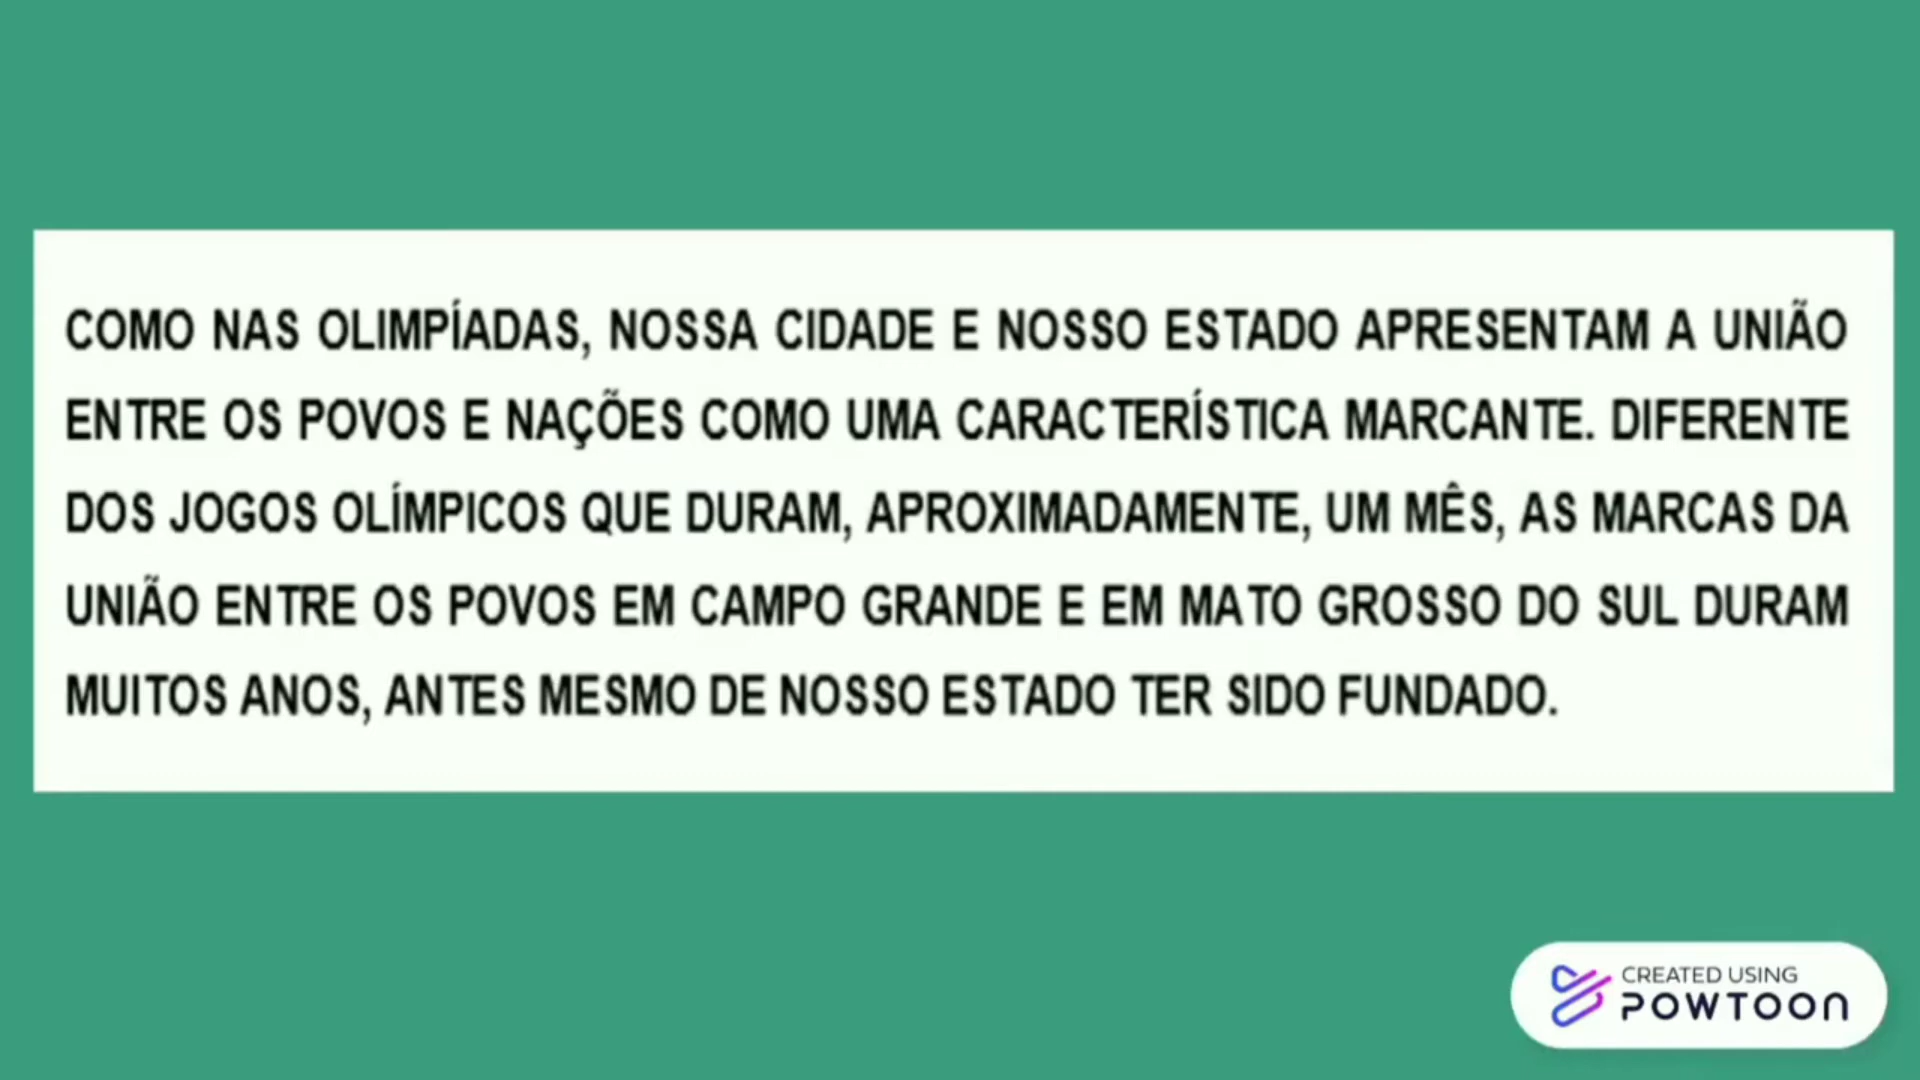 COMO NAS OLIMPÍADAS, NOSSA CIDADE E NOSSO ESTADO APRESENTAM A UNIÃO
ENTRE OS POVOS E NAÇÕES COMO UMA CARACTERÍSTICA MARCANTE. DIFERENTE
DOS JOGOS OLÍMPICOS QUE DURAM, APROXIMADAMENTE, UM MÊS, AS MARCAS DA
UNIÃO ENTRE OS POVOS EM CAMPO GRANDE E EM MATO GROSSO DO SUL DURAM
MUITOS ANOS, ANTES MESMO DE NOSSO ESTADO TER SIDO FUNDADO.
CREATED USING
POWTOON